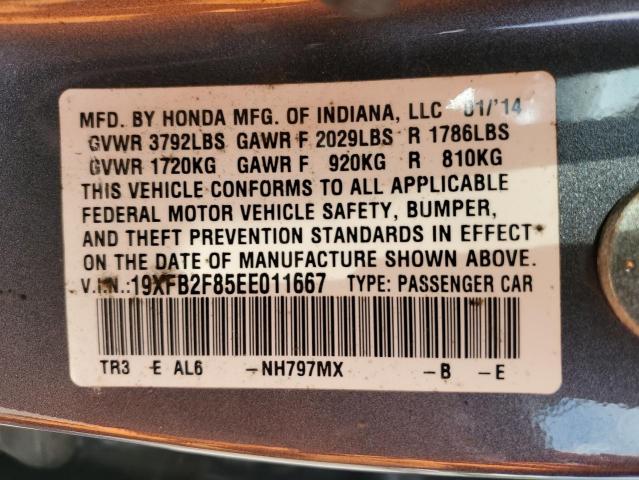 MFD. BY HONDA MFG. OF INDIANA, LLC 01/'14
GVWR 3792LBS GAWR F 2029LBS R 1786LBS
GVWR 1720KG GAWR F 920KG R 810KG
THIS VEHICLE CONFORMS TO ALL APPLICABLE
FEDERAL MOTOR VEHICLE SAFETY, BUMPER,
AND THEFT PREVENTION STANDARDS IN EFFECT
ON THE DATE OF MANUFACTURE SHOWN ABOVE.
V.I.N.:19XFB2F85EE011667 TYPE: PASSENGER CAR
TR3 E AL6 -NH797MX -B -E